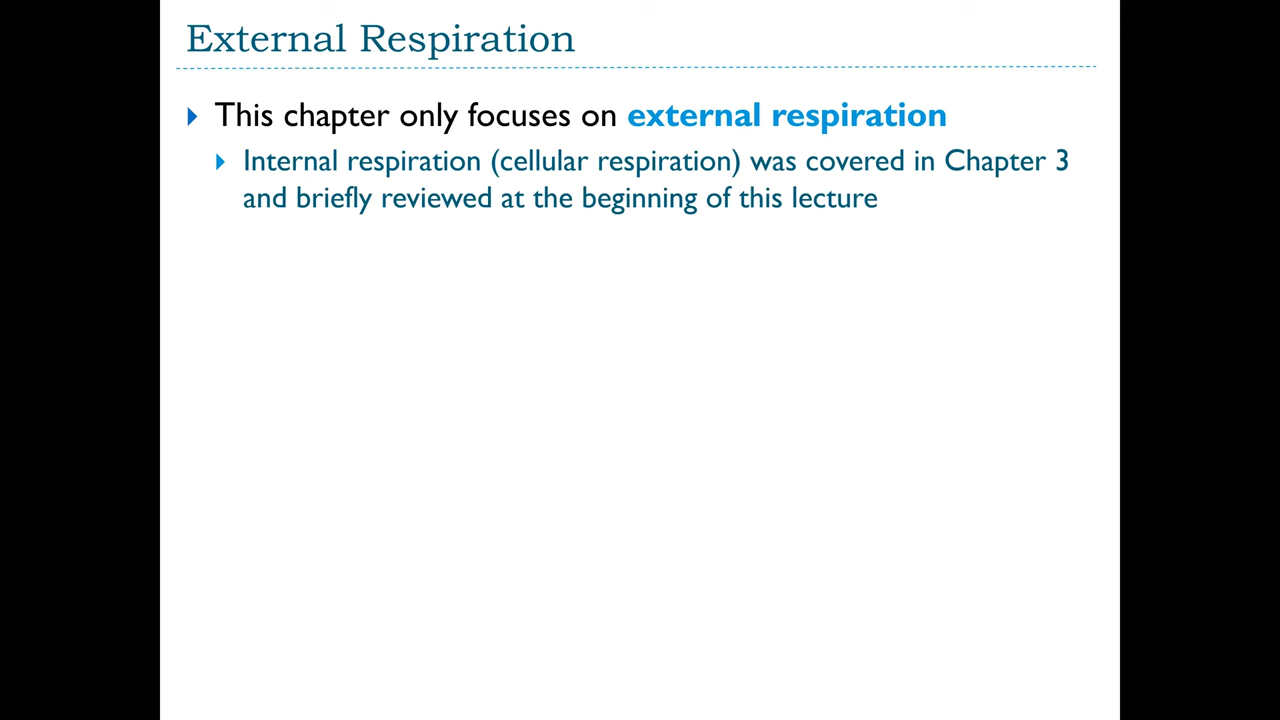 External Respiration
This chapter only focuses on external respiration
Internal respiration (cellular respiration) was covered in Chapter 3
and briefly reviewed at the beginning of this lecture